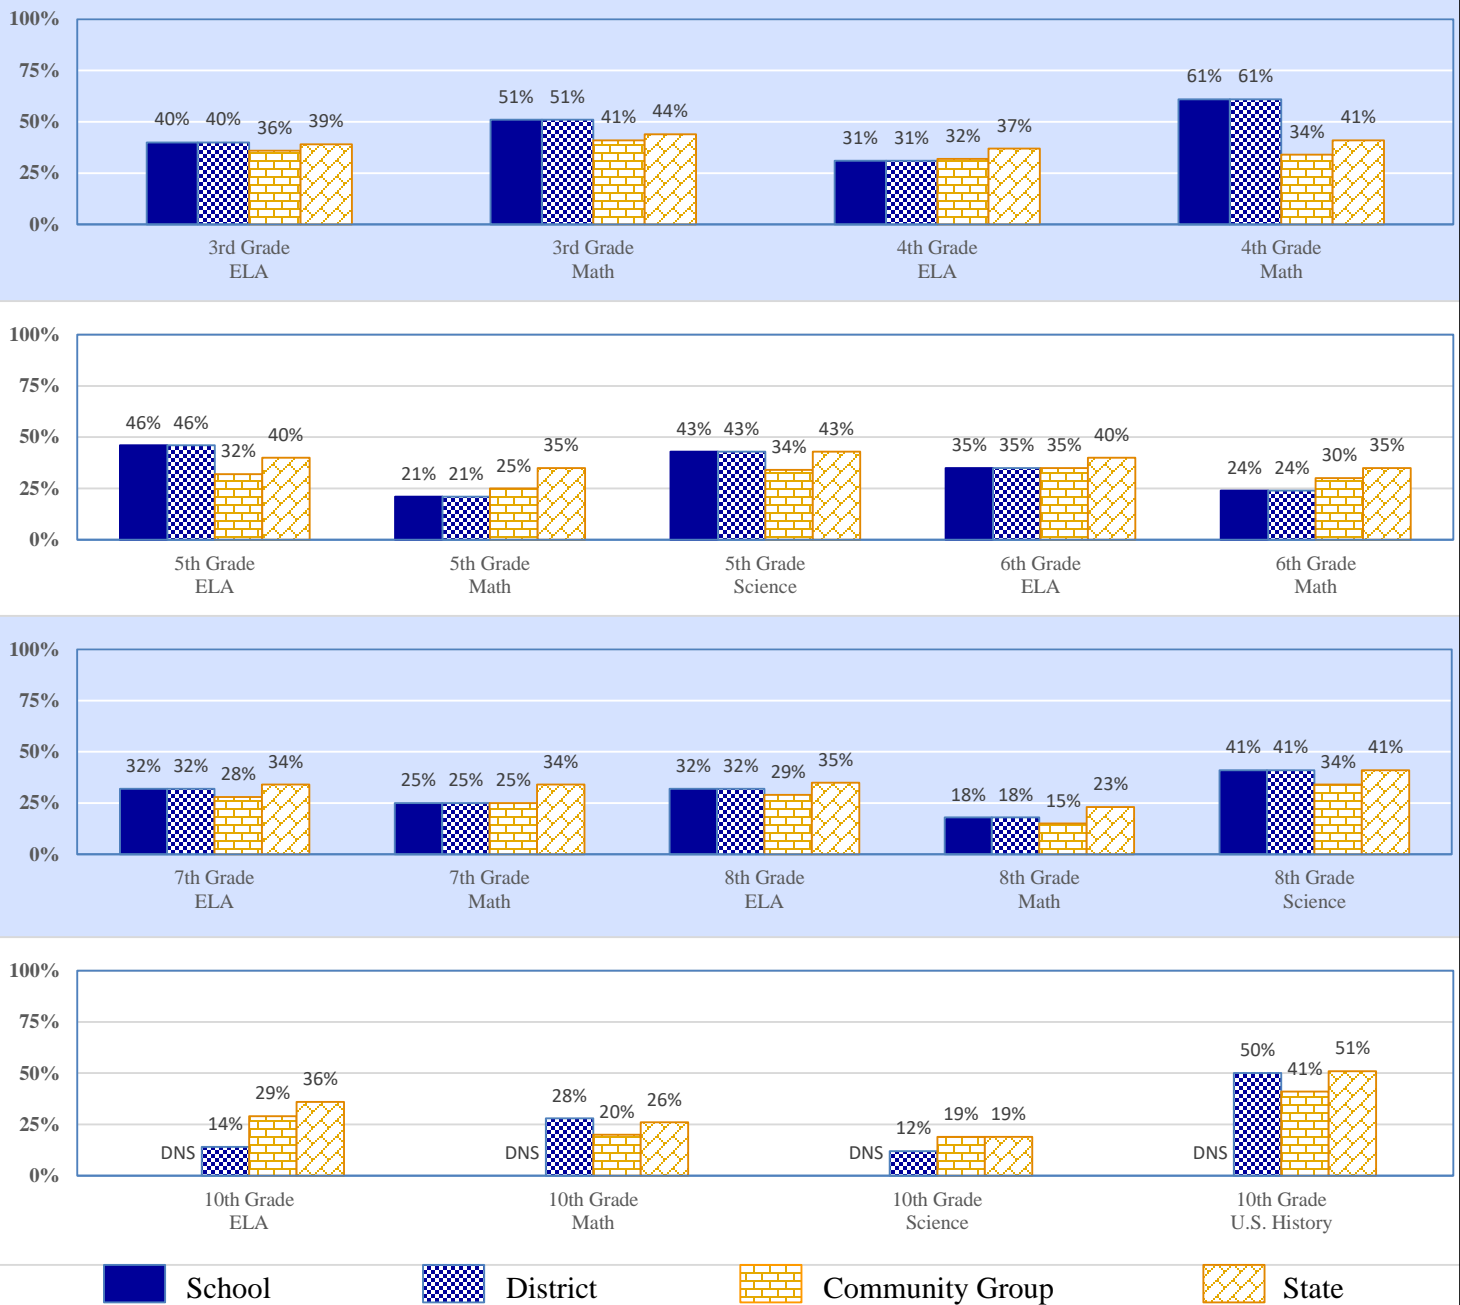 100%
75%
50%
25%
0%
40% 40% 36% 39%
51% 51% 41% 44%
31% 31% 32% 37%
61% 61% 34% 41%
3rd Grade
ELA
3rd Grade
Math
4th Grade
ELA
4th Grade
Math
100%
75%
50%
25%
0%
46% 46% 32% 40%
21% 21% 25% 35%
43% 43% 34% 43%
35% 35% 35% 40%
24% 24% 30% 35%
5th Grade
ELA
5th Grade
Math
5th Grade
Science
6th Grade
ELA
6th Grade
Math
100%
75%
50%
25%
0%
32% 32% 28% 34%
25% 25% 25% 34%
32% 32% 29% 35%
18% 18% 15% 23%
41% 41% 34% 41%
7th Grade
ELA
7th Grade
Math
8th Grade
ELA
8th Grade
Math
8th Grade
Science
100%
75%
50%
25%
0%
DNS 14% 29% 36%
DNS 28% 20% 26%
DNS 12% 19% 19%
DNS 50% 41% 51%
10th Grade
ELA
10th Grade
Math
10th Grade
Science
10th Grade
U.S. History
School District Community Group State